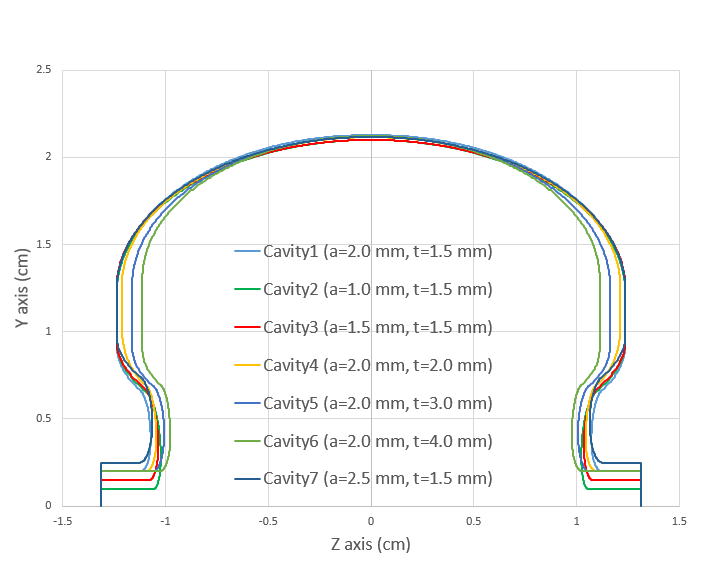 2.5
2
1.5
1
0.5
0
Y axis (cm)
Cavity1 (a=2.0 mm, t=1.5 mm)
Cavity2 (a=1.0 mm, t=1.5 mm)
Cavity3 (a=1.5 mm, t=1.5 mm)
Cavity4 (a=2.0 mm, t=2.0 mm)
Cavity5 (a=2.0 mm, t=3.0 mm)
Cavity6 (a=2.0 mm, t=4.0 mm)
Cavity7 (a=2.5 mm, t=1.5 mm)
-1.5 -1 -0.5 0 0.5 1 1.5
Z axis (cm)